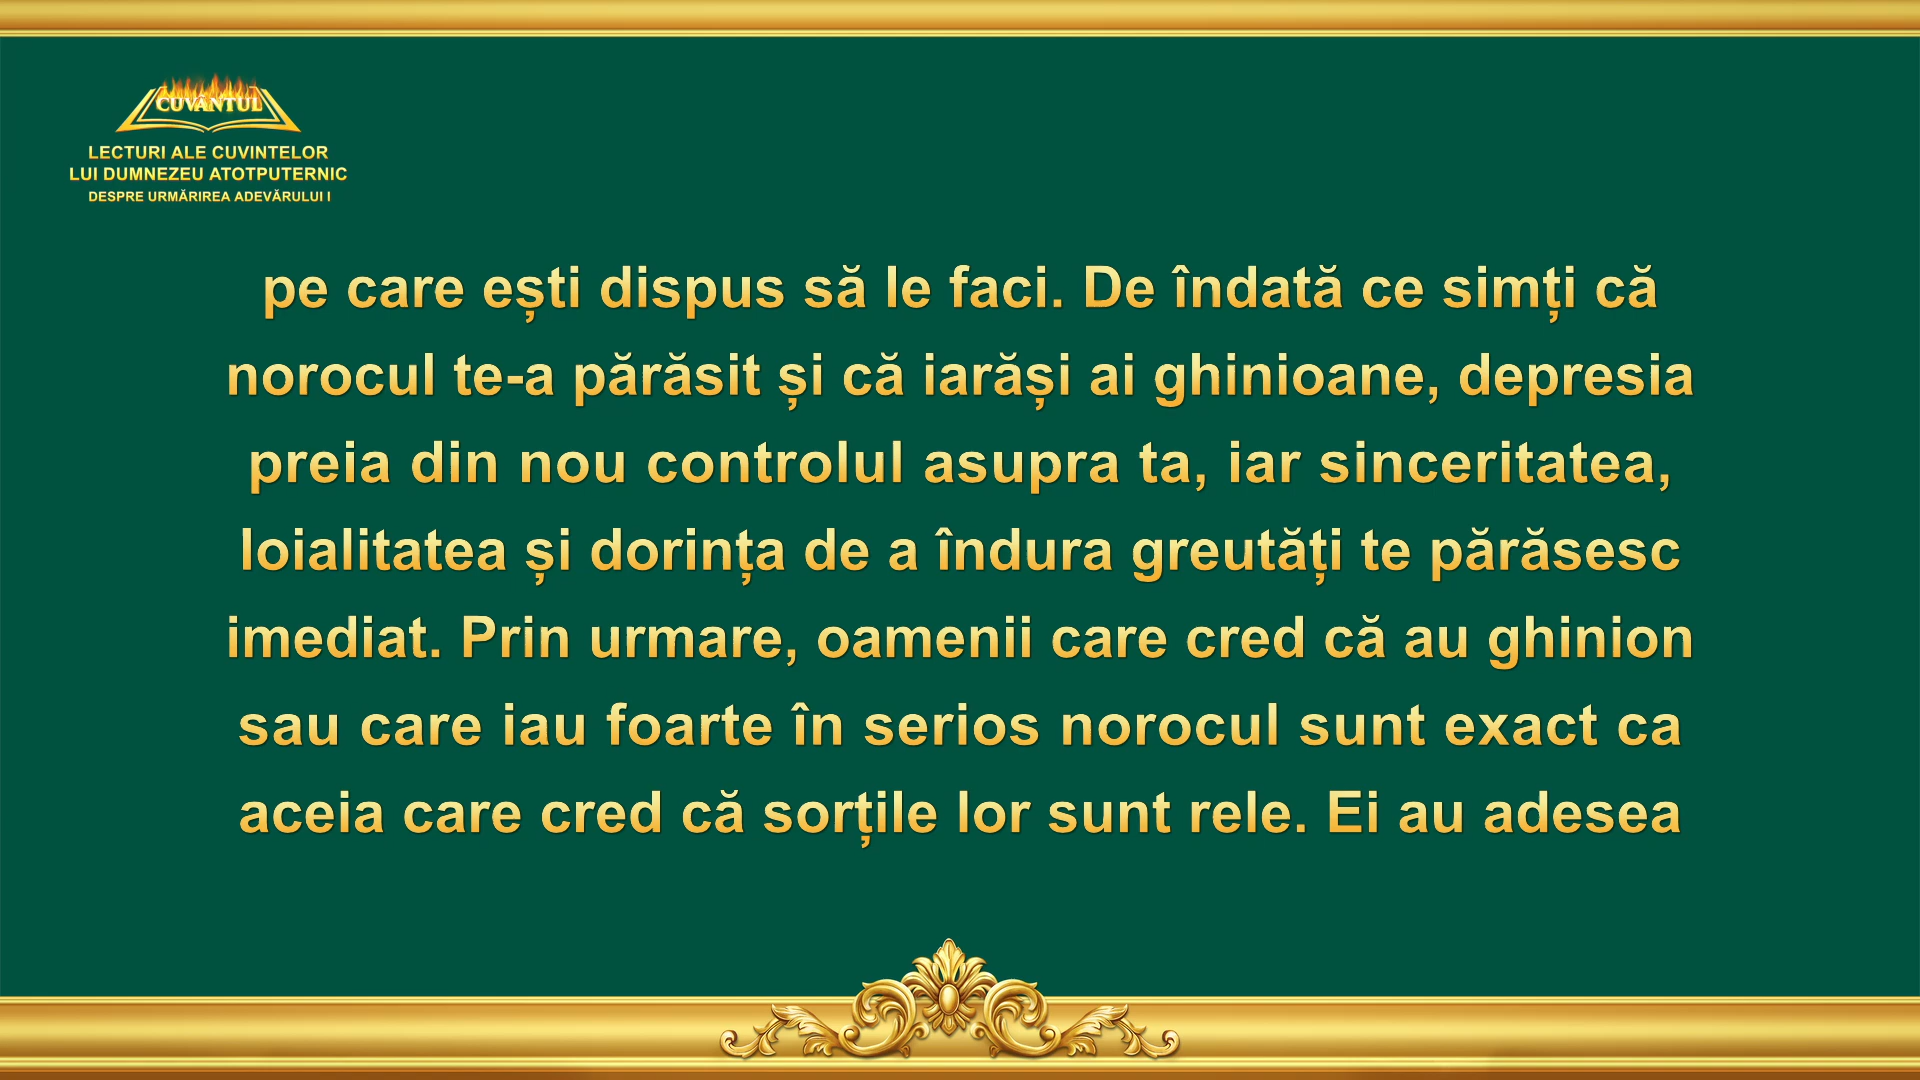 CUVÂNTUL
LECTURI ALE CUVINTELOR
LUI DUMNEZEU ATOTPUTERNIC
DESPRE URMĂRIREA ADEVĂRULUI I
pe care ești dispus să le faci. De îndată ce simți că
norocul te-a părăsit și că iarăși ai ghinioane, depresia
preia din nou controlul asupra ta, iar sinceritatea,
loialitatea și dorința de a îndura greutăți te părăsesc
imediat. Prin urmare, oamenii care cred că au ghinion
sau care iau foarte în serios norocul sunt exact ca
aceia care cred că sorțile lor sunt rele. Ei au adesea